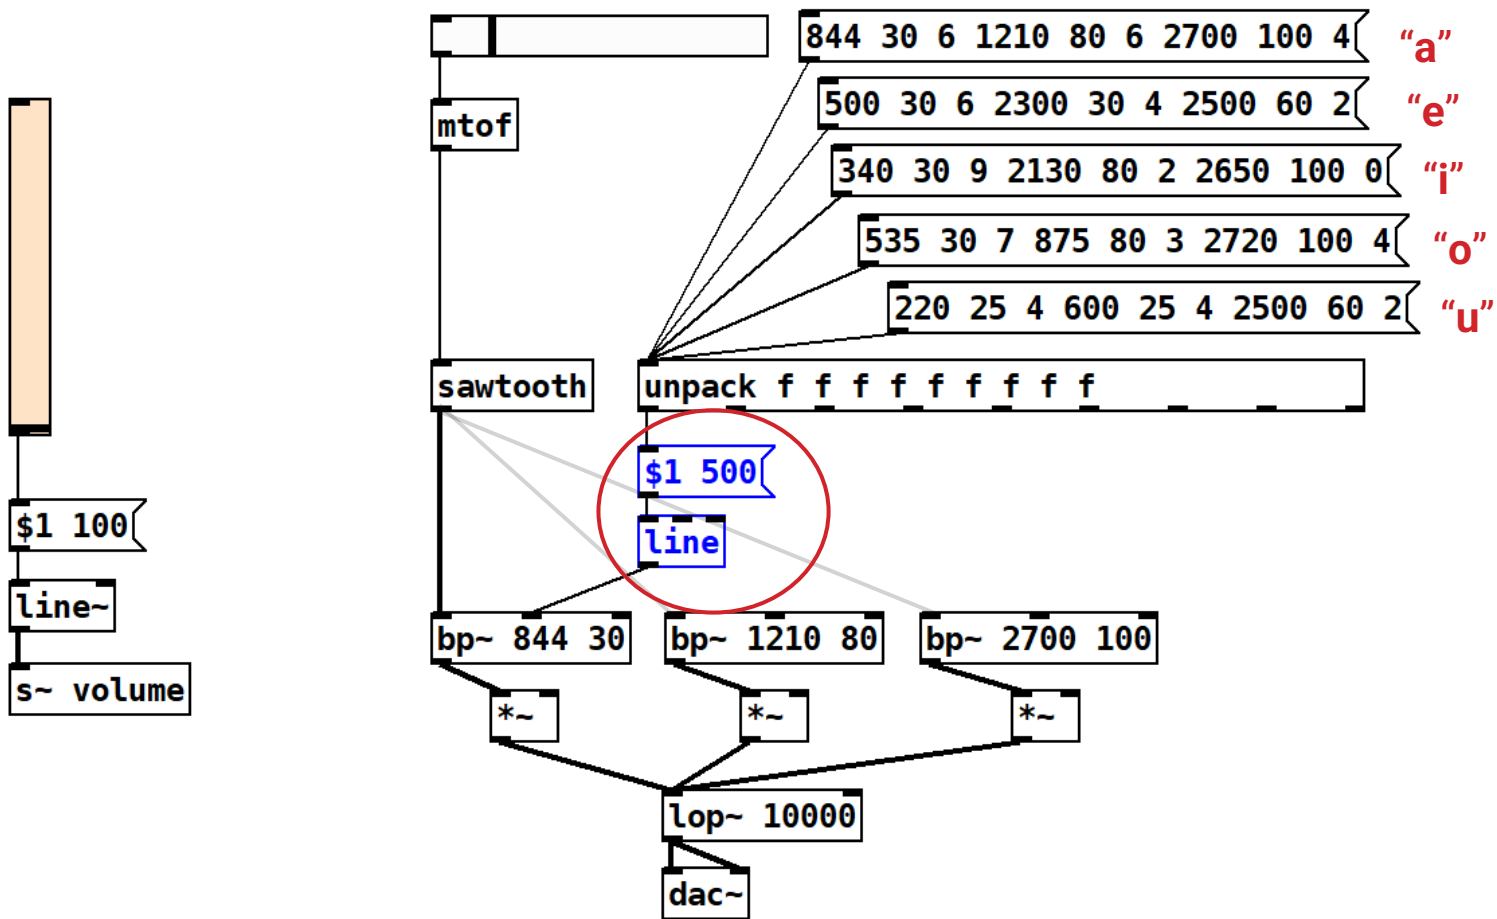 844 30 6 1210 80 6 2700 100 4
“a”
500 30 6 2300 30 4 2500 60 2
“e”
mtof
340 30 9 2130 80 2 2650 100 0
“i”
535 30 7 875 80 3 2720 100 4
“o”
220 25 4 600 25 4 2500 60 2
“u”
sawtooth
unpack f f f f f f f f f
$1 500
$1 100
line
line~
bp~ 844 30
bp~ 1210 80
bp~ 2700 100
s~ volume
*~
*~
*~
lop~ 10000
dac~